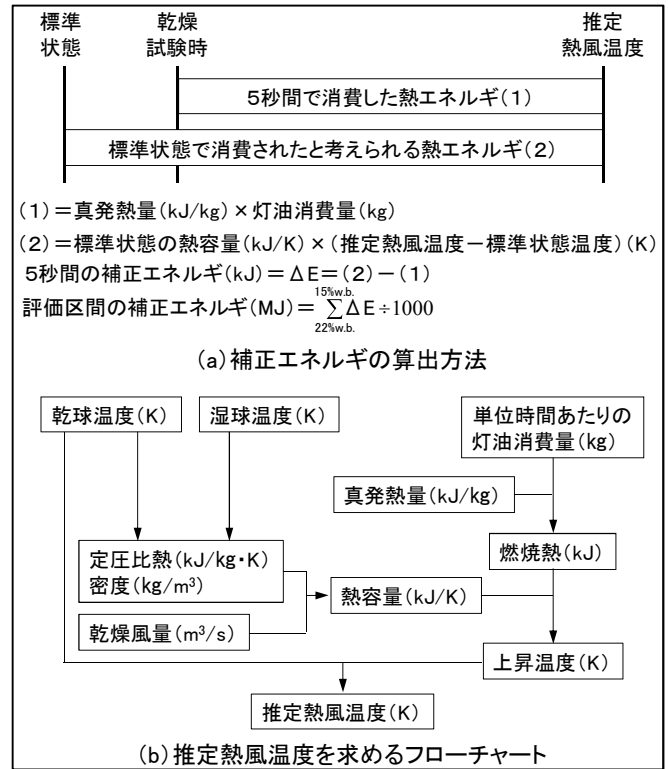 標準
状態
乾燥
試験時
推定
熱風温度
5秒間で消費した熱エネルギ(1)
標準状態で消費されたと考えられる熱エネルギ(2)
(1)=真発熱量(kJ/kg)×灯油消費量(kg)
(2)=標準状態の熱容量(kJ/K)×(推定熱風温度-標準状態温度)(K)
5秒間の補正エネルギ(kJ)=ΔE=(2)-(1)
15%w.b.
評価区間の補正エネルギ(MJ)=∑ΔE÷1000
22%w.b.
(a)補正エネルギの算出方法
乾球温度(K)
湿球温度(K)
単位時間あたりの
灯油消費量(kg)
真発熱量(kJ/kg)
定圧比熱(kJ/kg・K)
密度(kg/m³)
燃焼熱(kJ)
熱容量(kJ/K)
乾燥風量(m³/s)
上昇温度(K)
推定熱風温度(K)
(b)推定熱風温度を求めるフローチャート